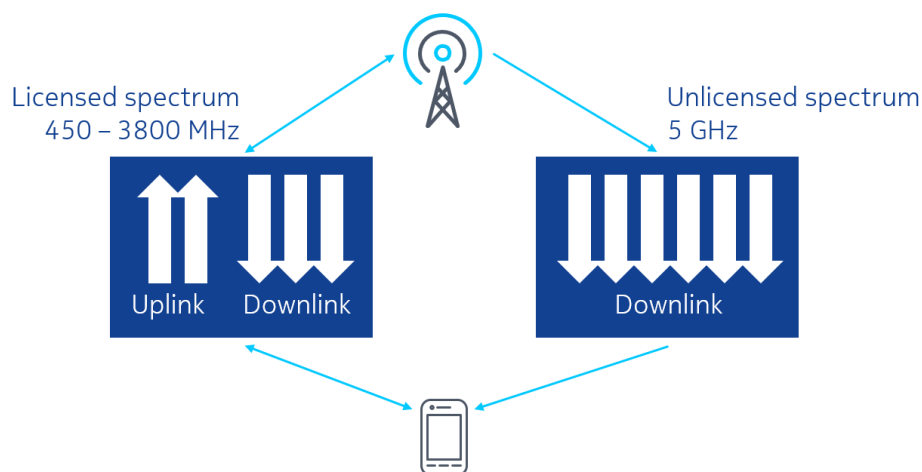 Licensed spectrum
450 – 3800 MHz
Unlicensed spectrum
5 GHz
Uplink
Downlink
Downlink